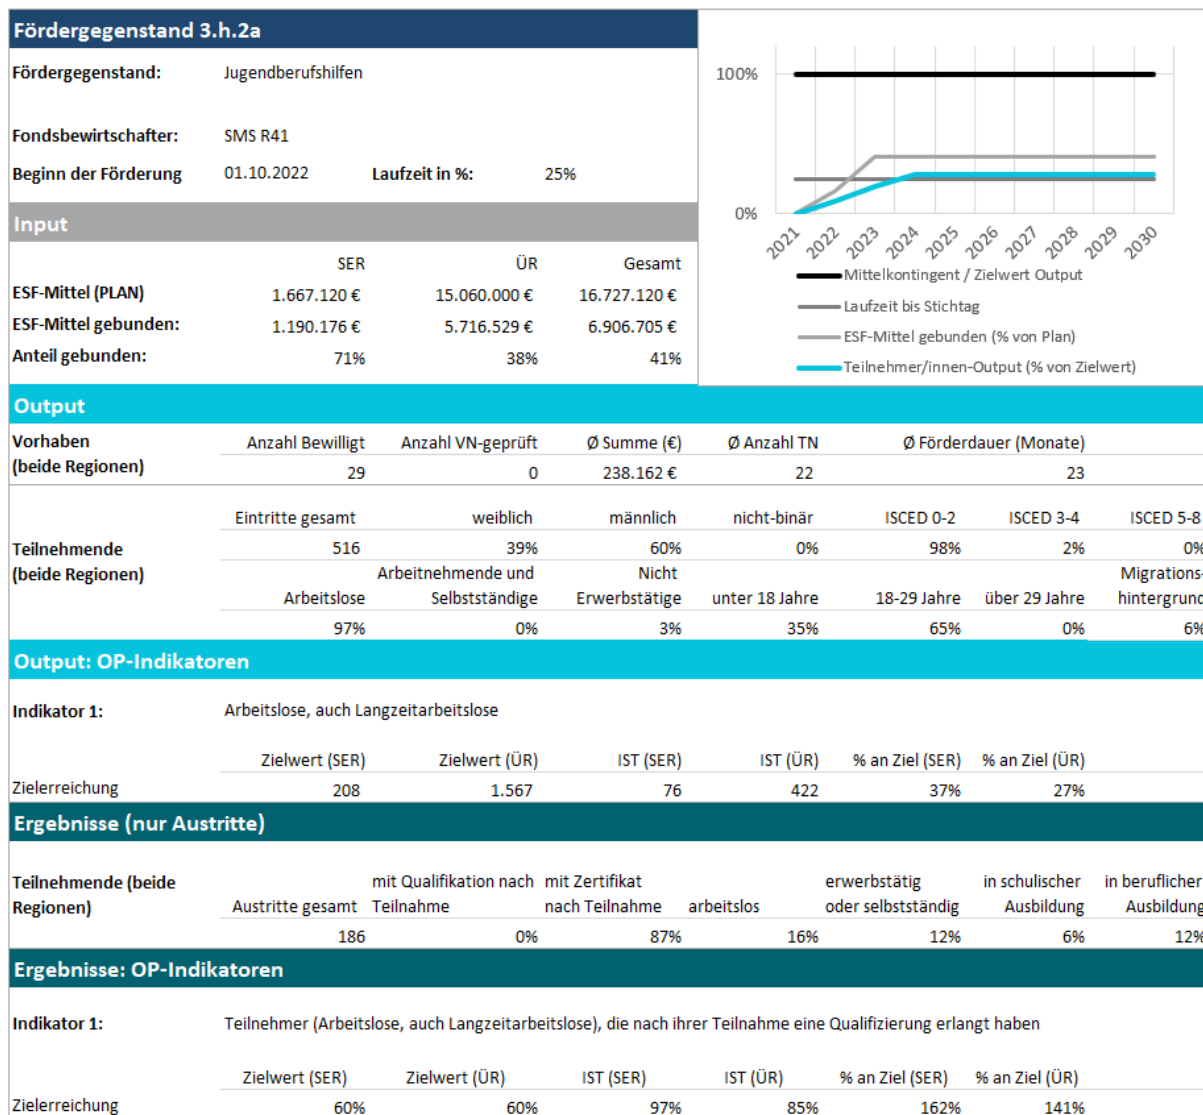 Fördergegenstand 3.h.2a
Fördergegenstand: Jugendberufshilfen
Fondsbewirtschafter: SMS R41
Beginn der Förderung 01.10.2022 Laufzeit in %: 25%
100%
0%
2021 2022 2023 2024 2025 2026 2027 2028 2029 2030
Mittelkontingent / Zielwert Output
Laufzeit bis Stichtag
ESF-Mittel gebunden (% von Plan)
Teilnehmer/innen-Output (% von Zielwert)
Input
SER ÜR Gesamt
ESF-Mittel (PLAN) 1.667.120 € 15.060.000 € 16.727.120 €
ESF-Mittel gebunden: 1.190.176 € 5.716.529 € 6.906.705 €
Anteil gebunden: 71% 38% 41%
Output
Vorhaben Anzahl Bewilligt Anzahl VN-geprüft Ø Summe (€) Ø Anzahl TN Ø Förderdauer (Monate)
(beide Regionen) 29 0 238.162 € 22 23
Eintritte gesamt weiblich männlich nicht-binär ISCED 0-2 ISCED 3-4 ISCED 5-8
Teilnehmende 516 39% 60% 0% 98% 2% 0%
(beide Regionen) Arbeitnehmende und Nicht Migrations-
Arbeitslose Selbstständige Erwerbstätige unter 18 Jahre 18-29 Jahre über 29 Jahre hintergrund
97% 0% 3% 35% 65% 0% 6%
Output: OP-Indikatoren
Indikator 1: Arbeitslose, auch Langzeitarbeitslose
Zielwert (SER) Zielwert (ÜR) IST (SER) IST (ÜR) % an Ziel (SER) % an Ziel (ÜR)
Zielerreichung 208 1.567 76 422 37% 27%
Ergebnisse (nur Austritte)
Teilnehmende (beide mit Qualifikation nach mit Zertifikat erwerbstätig in schulischer in beruflicher
Regionen) Austritte gesamt Teilnahme nach Teilnahme arbeitslos oder selbstständig Ausbildung Ausbildung
186 0% 87% 16% 12% 6% 12%
Ergebnisse: OP-Indikatoren
Indikator 1: Teilnehmer (Arbeitslose, auch Langzeitarbeitslose), die nach ihrer Teilnahme eine Qualifizierung erlangt haben
Zielwert (SER) Zielwert (ÜR) IST (SER) IST (ÜR) % an Ziel (SER) % an Ziel (ÜR)
Zielerreichung 60% 60% 97% 85% 162% 141%